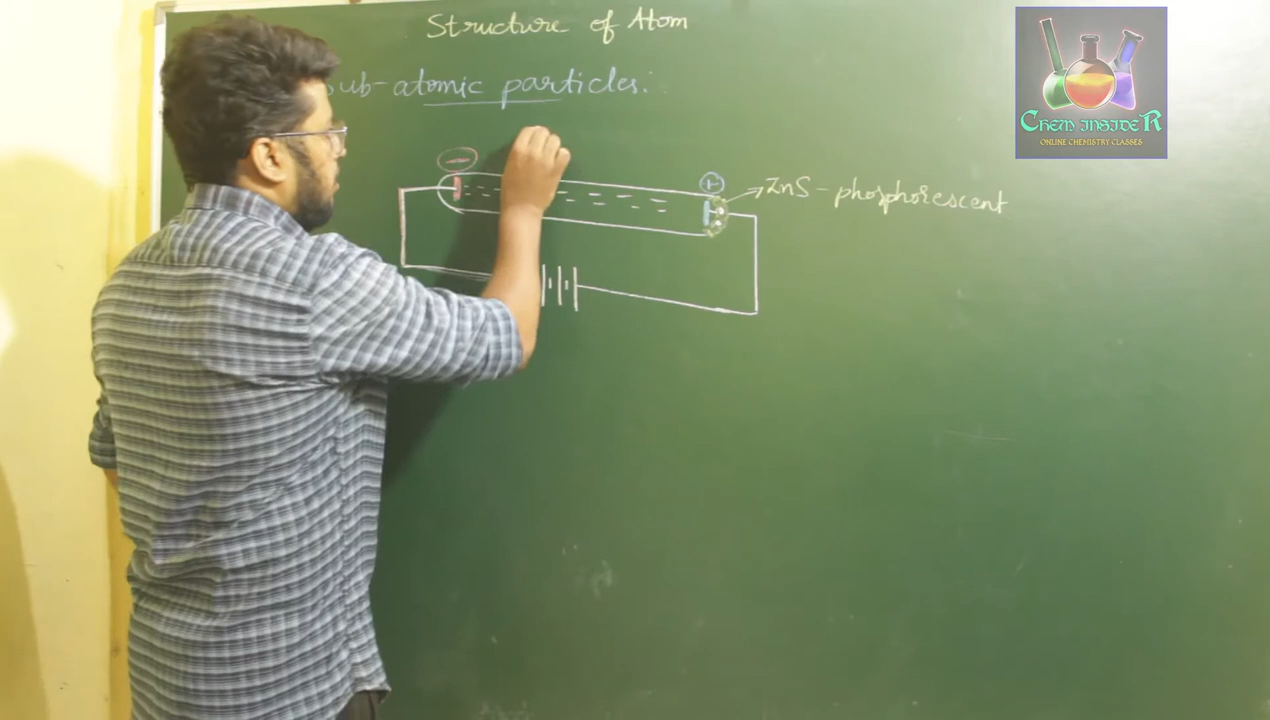 Structure of Atom
Sub-atomic particles:
ZnS - phosphorescent
CHEM INSIDER
ONLINE CHEMISTRY CLASSES